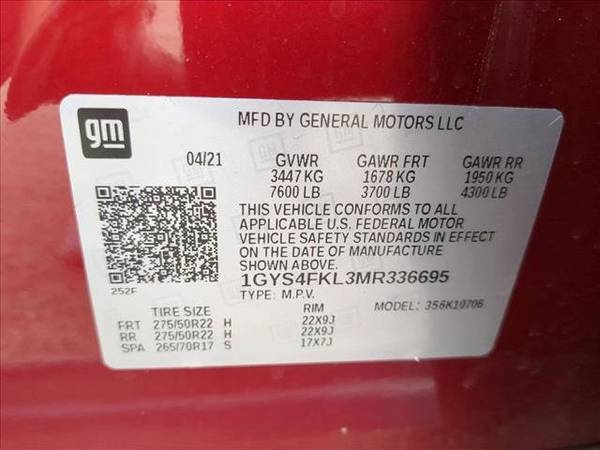 gm
MFD BY GENERAL MOTORS LLC
04/21 GVWR GAWR FRT GAWR RR
3447 KG 1678 KG 1950 KG
7600 LB 3700 LB 4300 LB
THIS VEHICLE CONFORMS TO ALL
APPLICABLE U.S. FEDERAL MOTOR
VEHICLE SAFETY STANDARDS IN EFFECT
ON THE DATE OF MANUFACTURE
SHOWN ABOVE.
1GYS4FKL3MR336695
252F
TYPE: M.P.V. MODEL: 356K10706
TIRE SIZE RIM
FRT 275/50R22 H 22X9J
RR 275/50R22 H 22X9J
SPA 265/70R17 S 17X7J